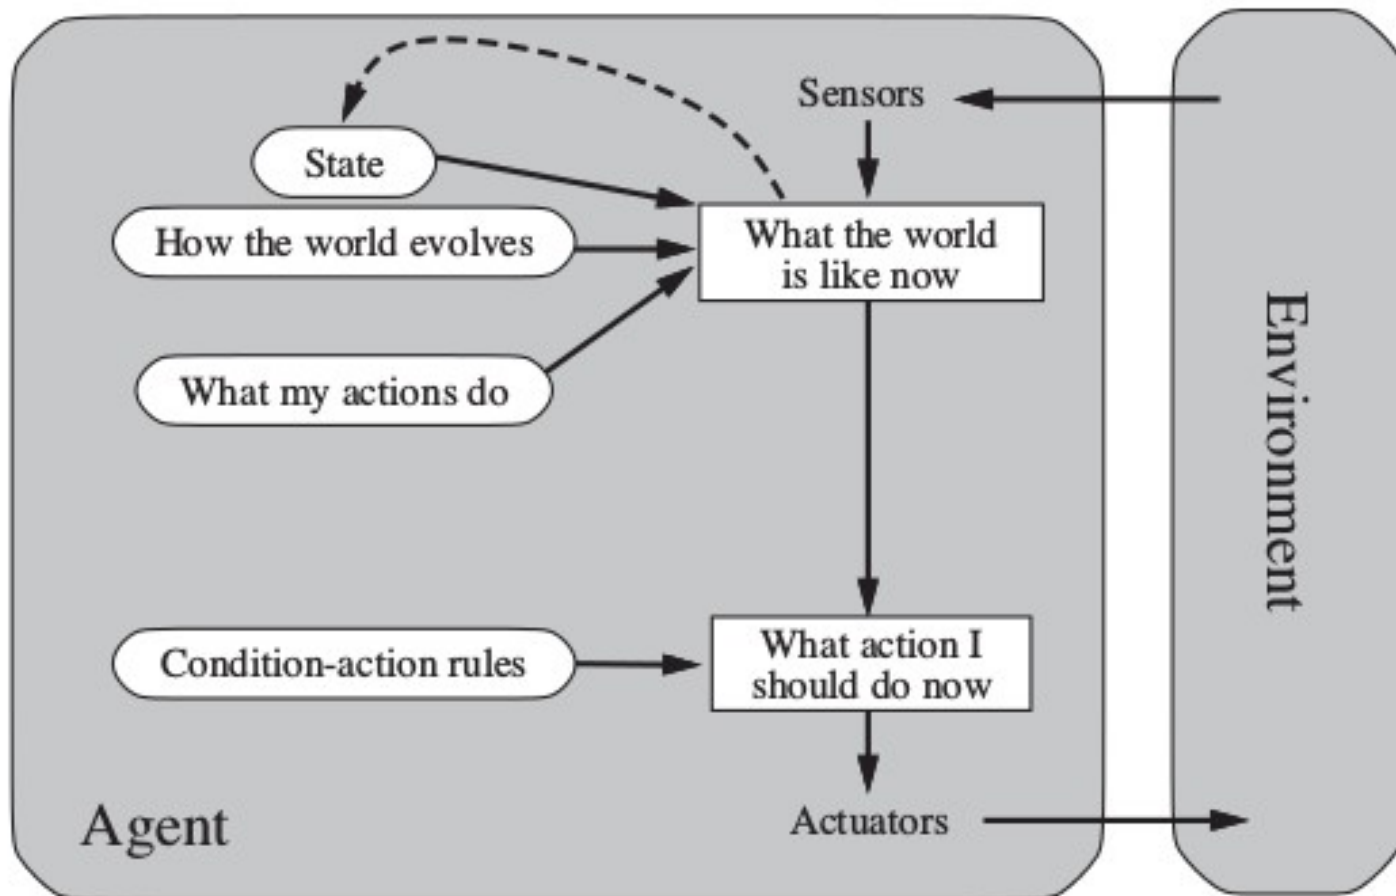 Sensors
State
How the world evolves
What the world
is like now
What my actions do
Environment
Condition-action rules
What action I
should do now
Agent
Actuators